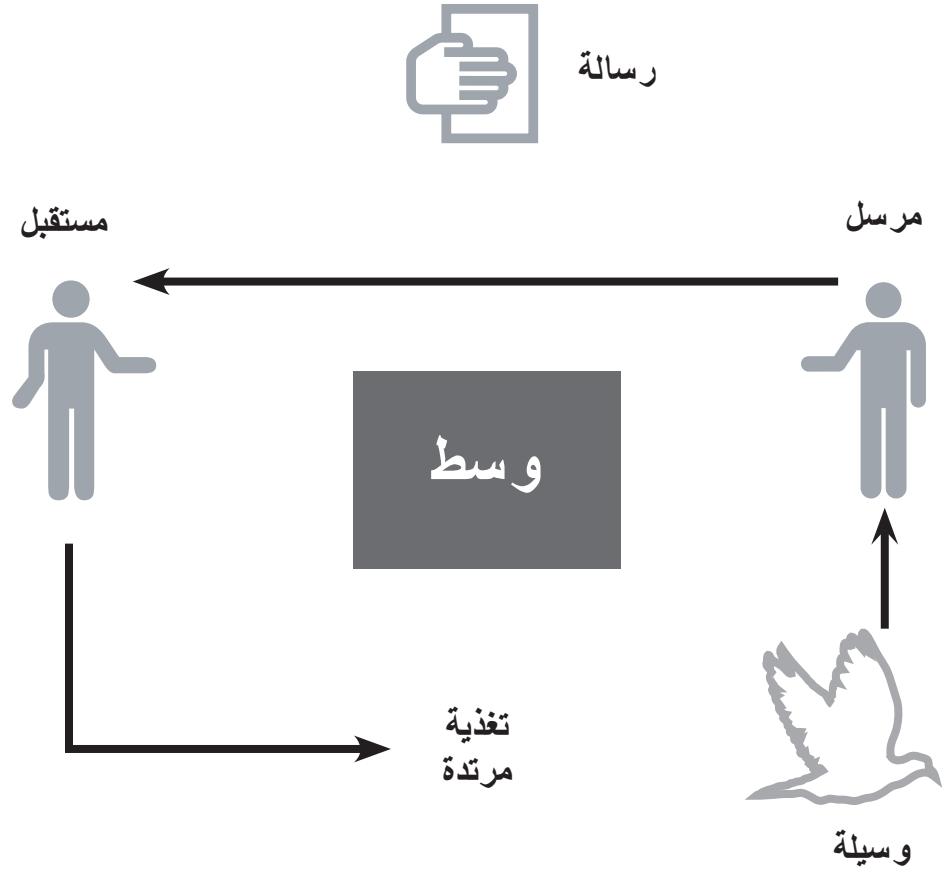 رسالة
مرسل
مستقبل
وسط
تغذية
مرتدة
وسيلة